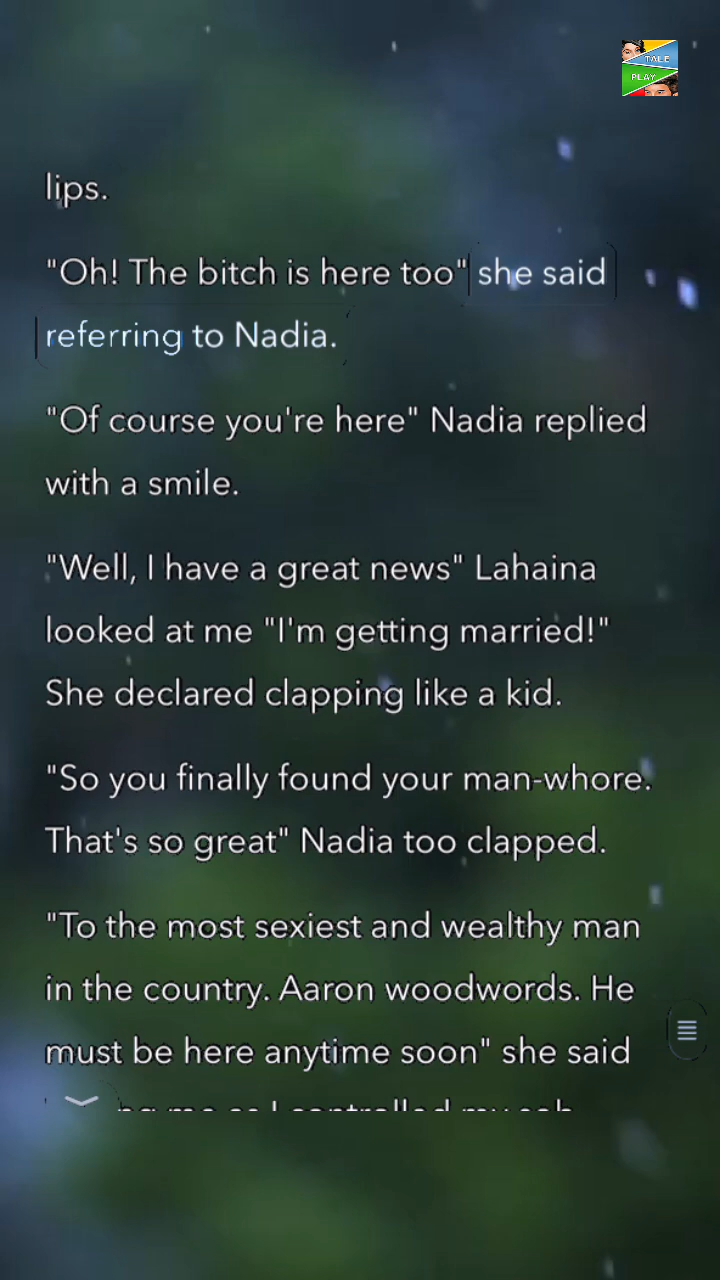 TALE
PLAY
lips.
"Oh! The bitch is here too" she said
referring to Nadia.
"Of course you're here" Nadia replied
with a smile.
"Well, I have a great news" Lahaina
looked at me "I'm getting married!"
She declared clapping like a kid.
"So you finally found your man-whore.
That's so great" Nadia too clapped.
"To the most sexiest and wealthy man
in the country. Aaron woodwords. He
must be here anytime soon" she said